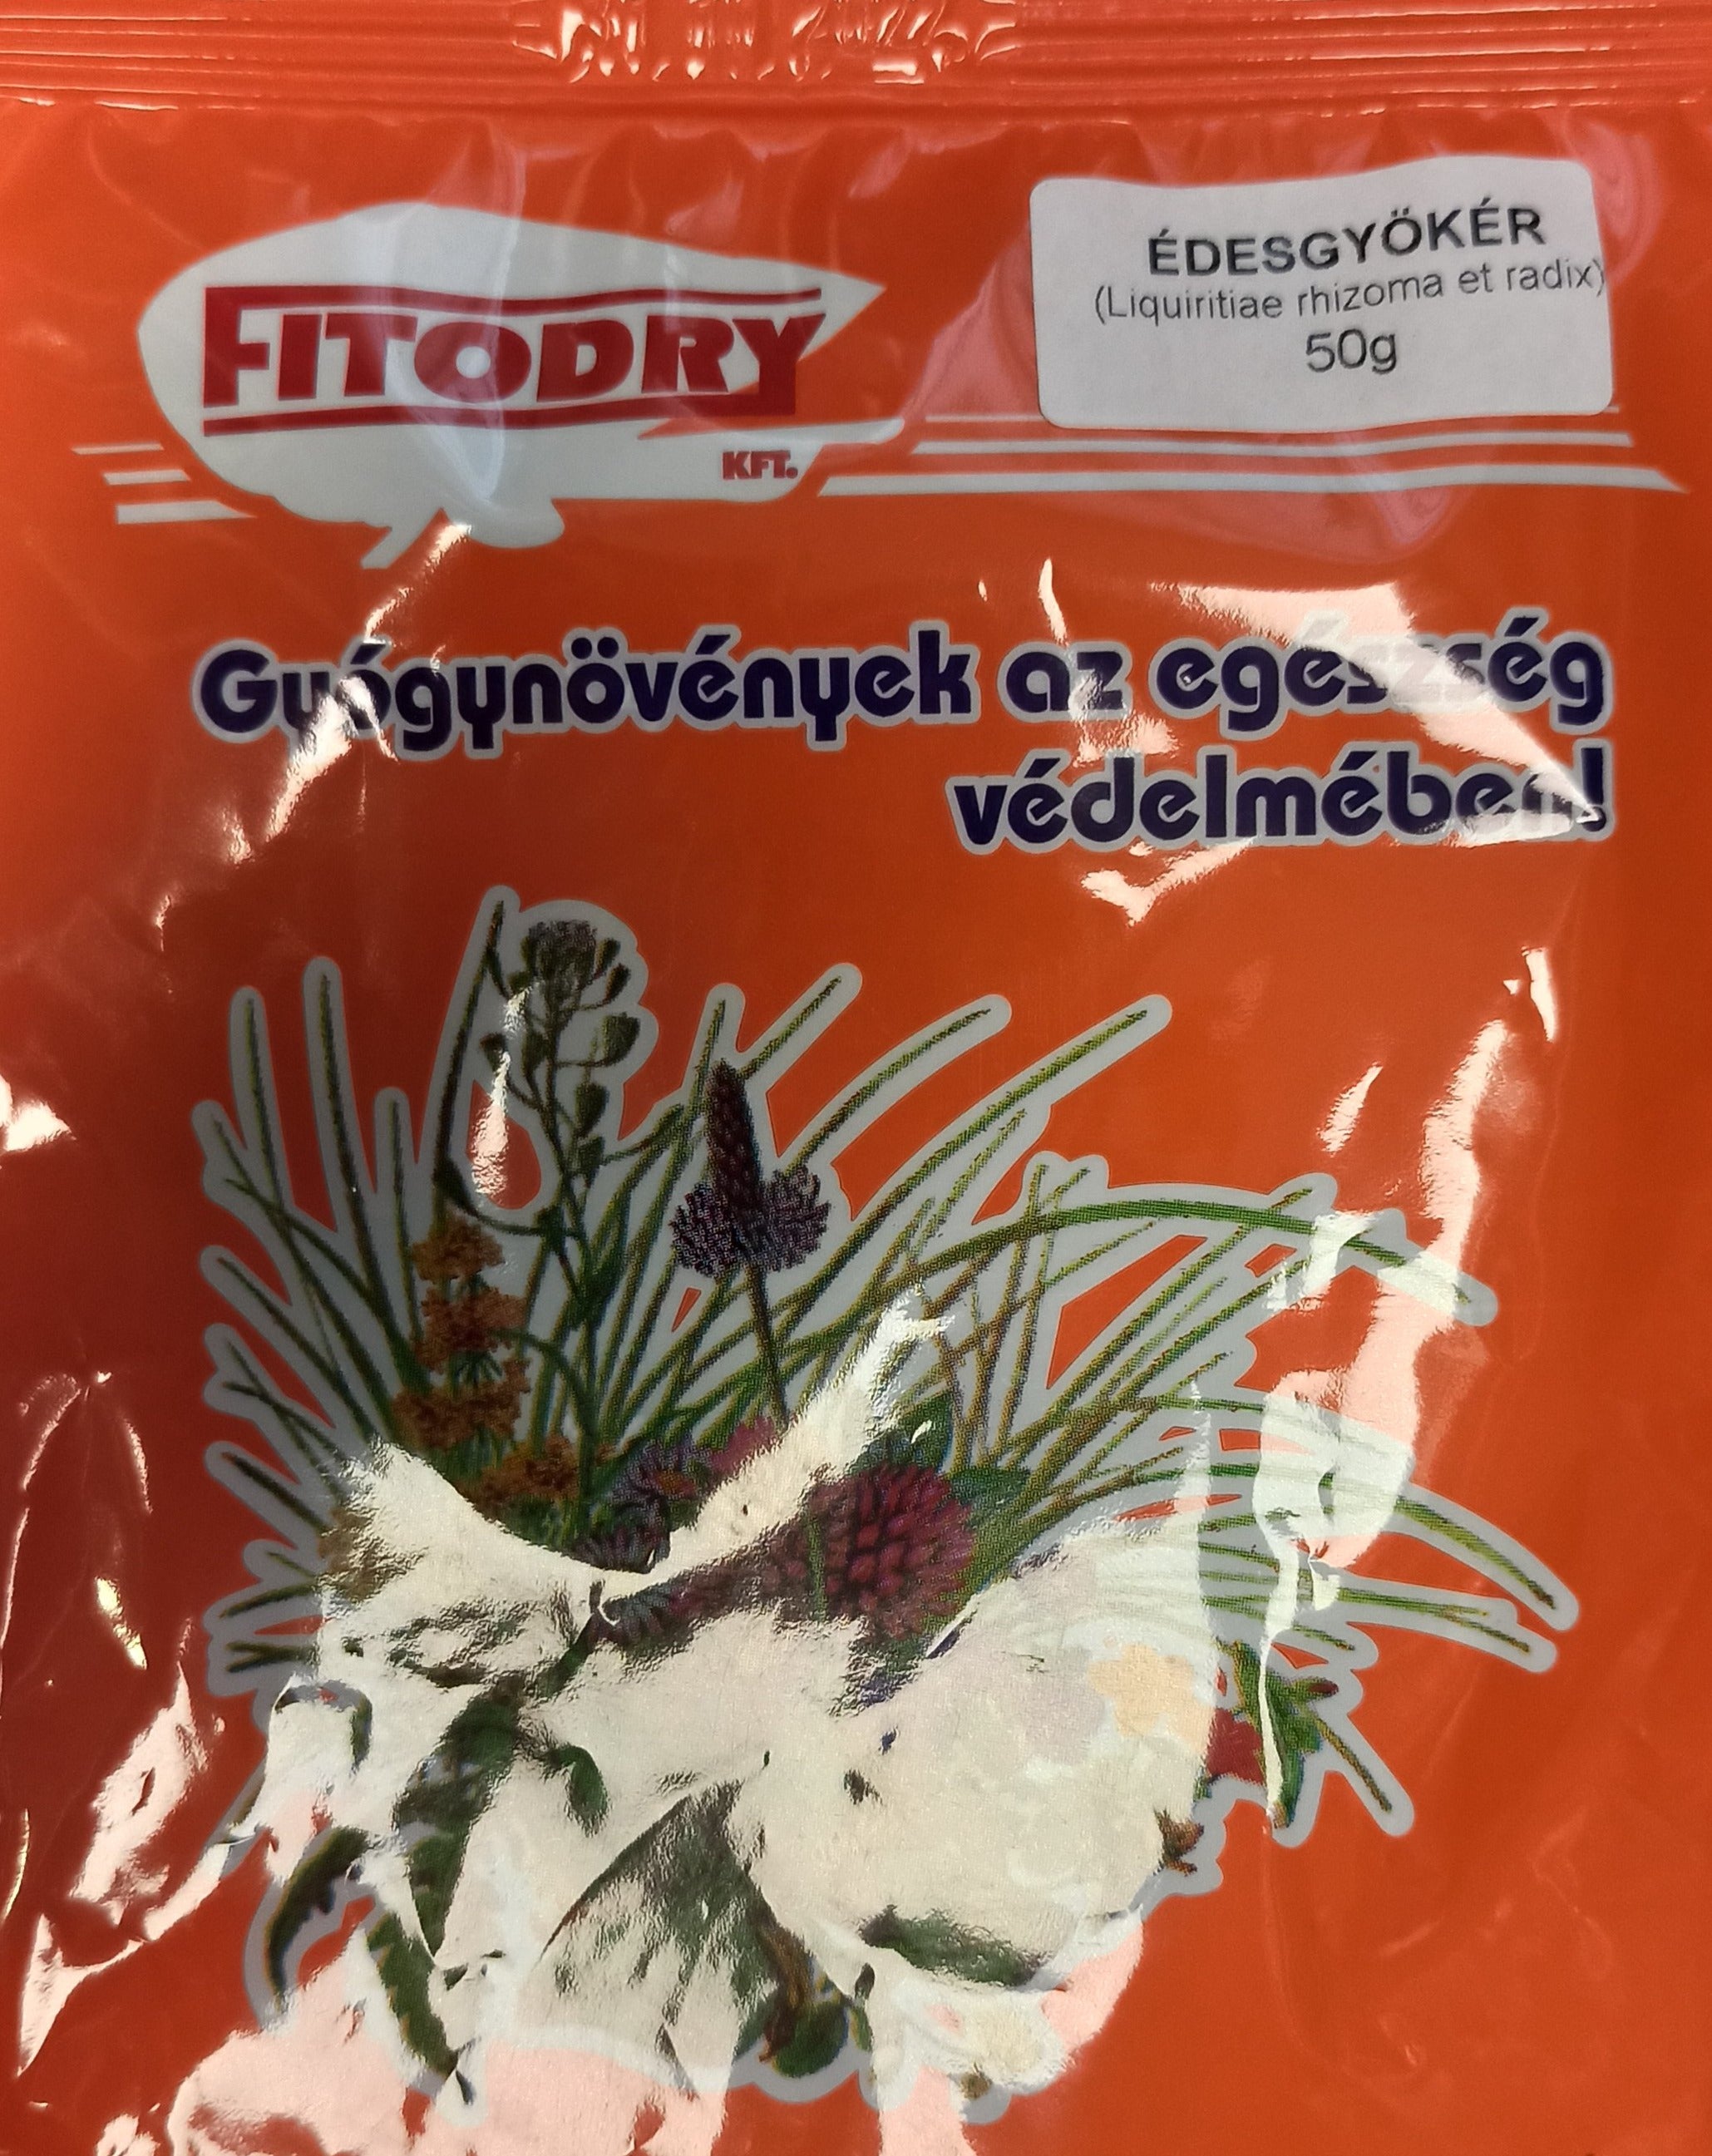 FITODRY
KFT.
ÉDESGYÖKÉR
(Liquiritiae rhizoma et radix)
50g
Gyógynövények az egészség
védelmében!